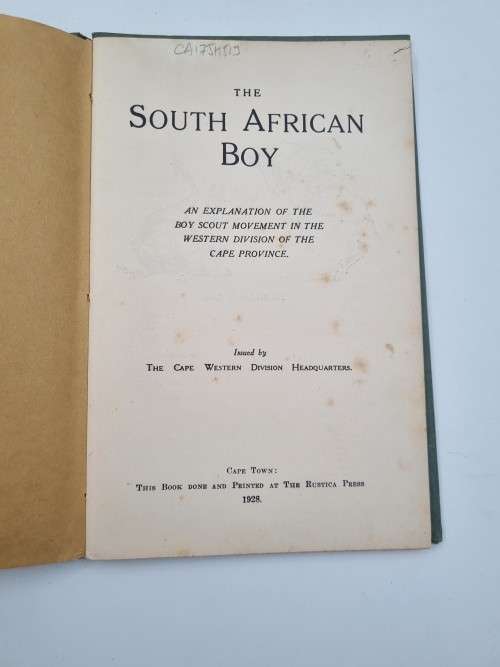 THE
SOUTH AFRICAN
BOY
AN EXPLANATION OF THE
BOY SCOUT MOVEMENT IN THE
WESTERN DIVISION OF THE
CAPE PROVINCE.
Issued by
THE CAPE WESTERN DIVISION HEADQUARTERS.
CAPE TOWN:
THIS BOOK DONE AND PRINTED AT THE RUSTICA PRESS
1928.